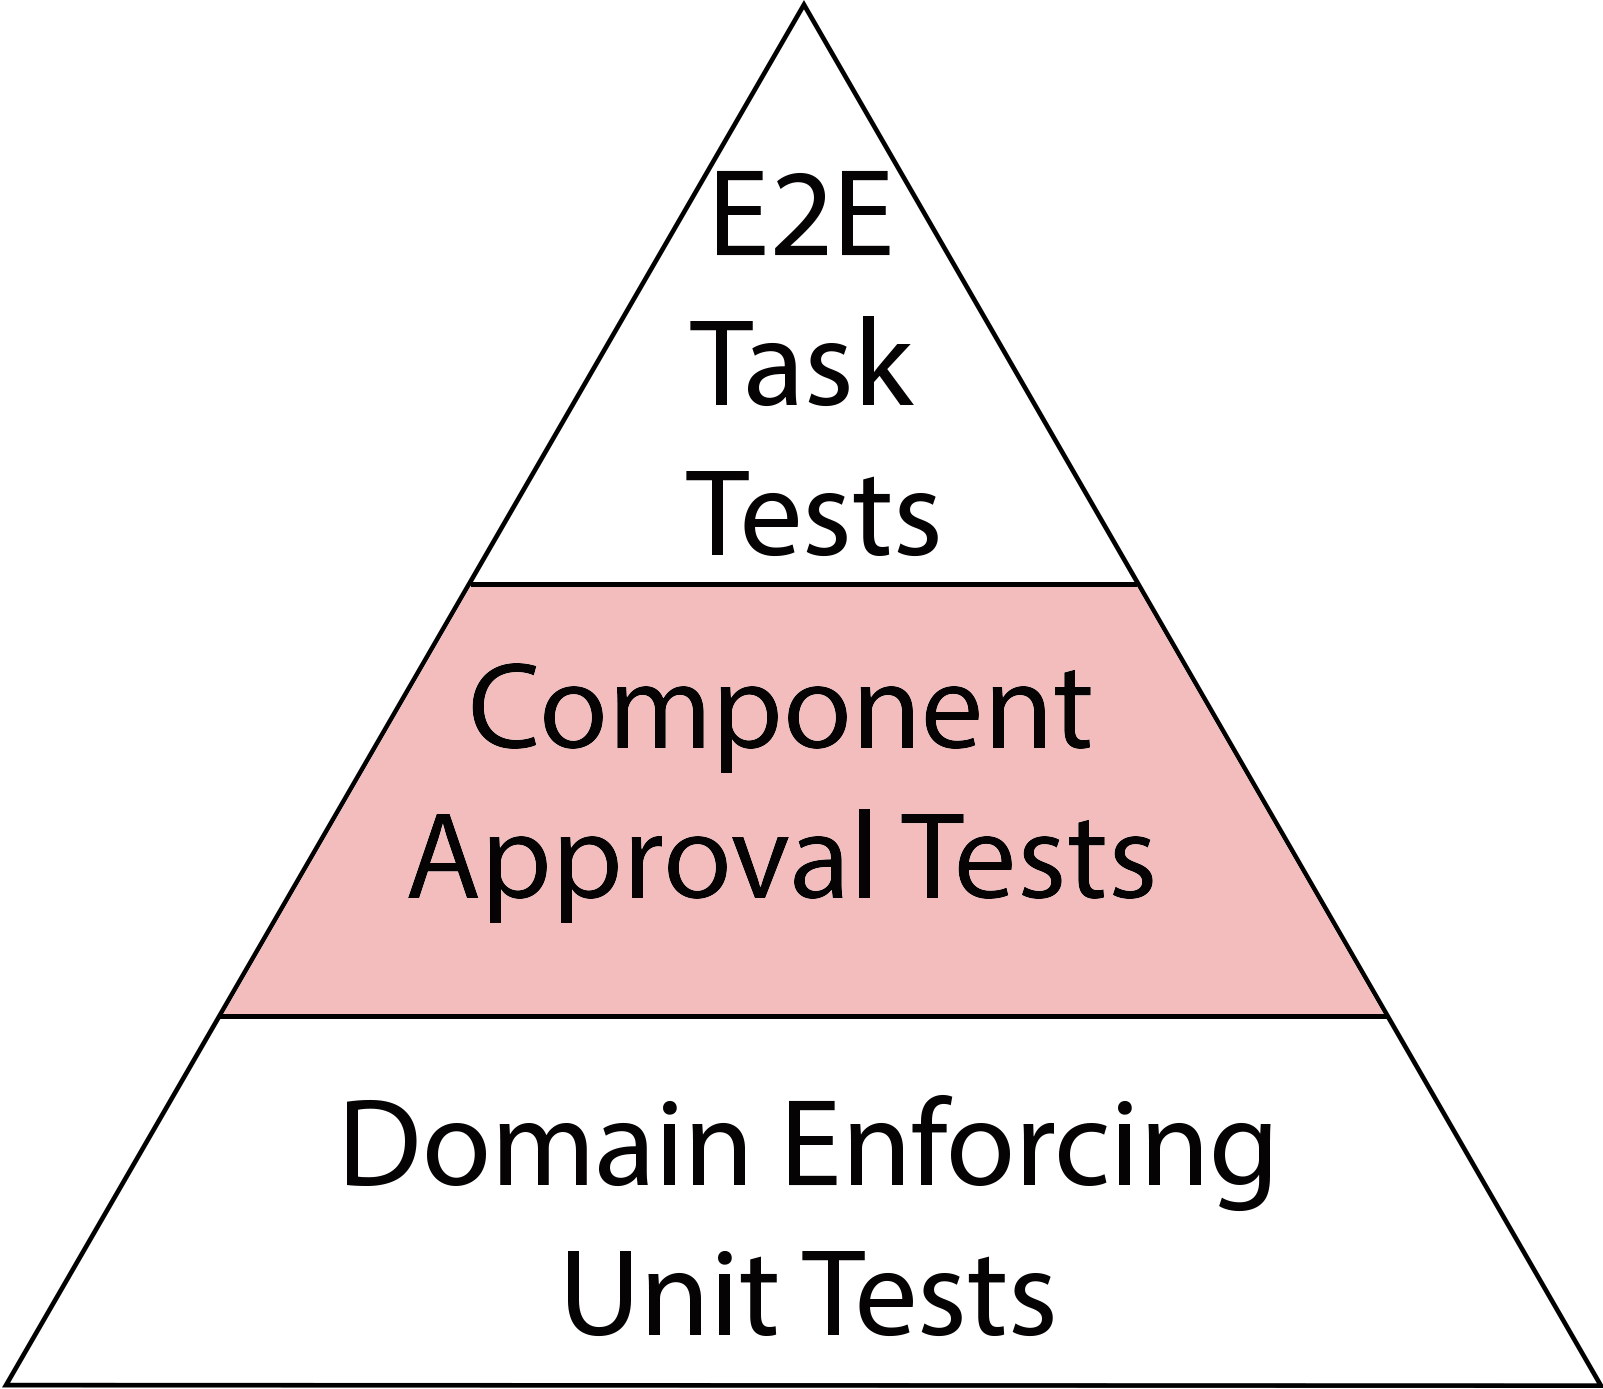 E2E
Task
Tests
Component
Approval Tests
Domain Enforcing
Unit Tests